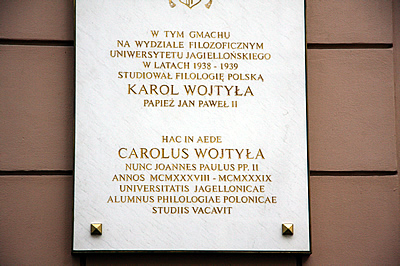 W TYM GMACHU
NA WYDZIALE FILOZOFICZNYM
UNIWERSYTETU JAGIELLOŃSKIEGO
W LATACH 1938 - 1939
STUDIOWAŁ FILOLOGIĘ POLSKĄ
KAROL WOJTYŁA
PAPIEŻ JAN PAWEŁ II
HAC IN AEDE
CAROLUS WOJTYŁA
NUNC JOANNES PAULUS PP. II
ANNOS MCMXXXVIII - MCMXXXIX
UNIVERSITATIS JAGELLONICAE
ALUMNUS PHILOLOGIAE POLONICAE
STUDIIS VACAVIT